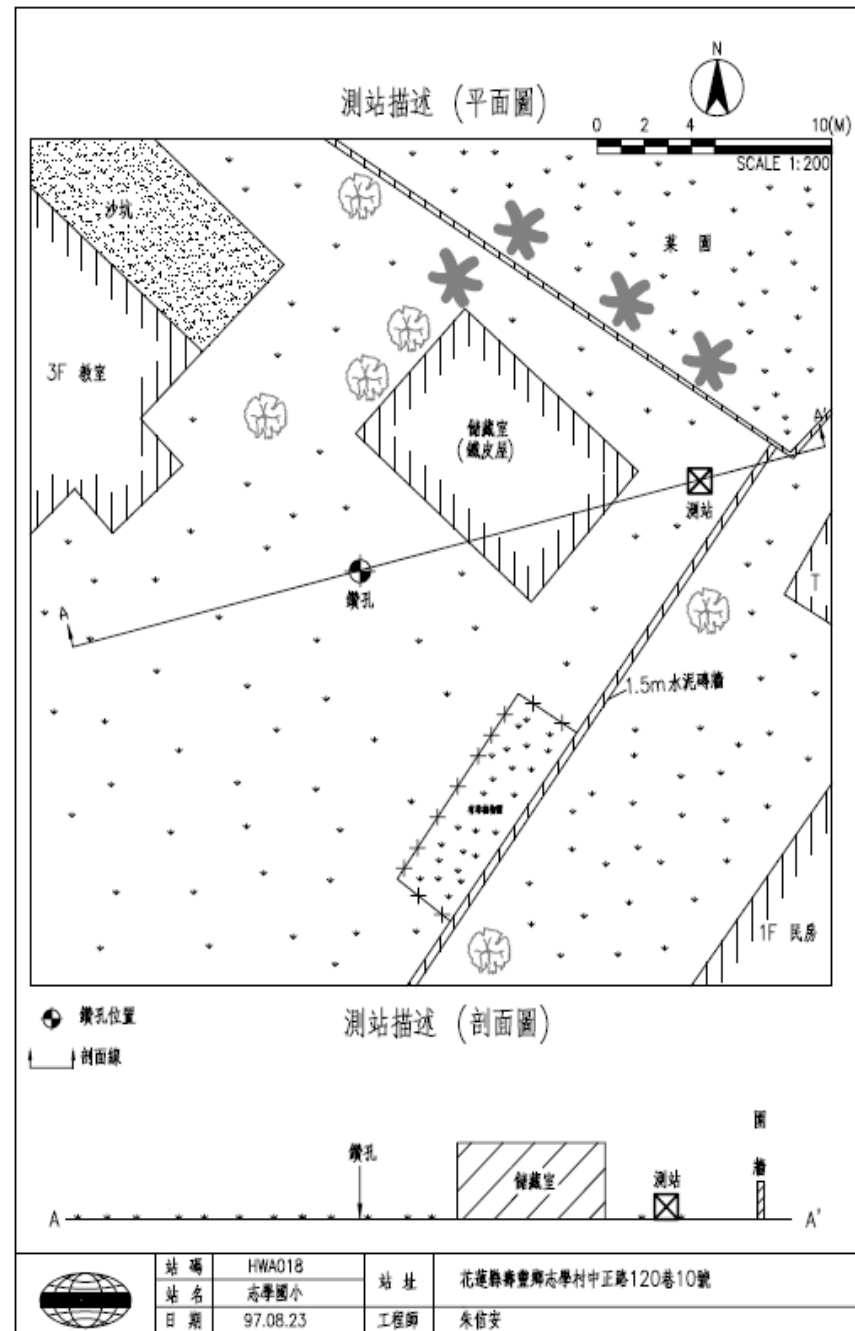 N
測站描述 (平面圖)
0 2 4 10(M)
SCALE 1:200
沙坑
菜 園
3F 教室
儲藏室
(鐵皮屋)
A'
測站
鑽孔
A
T
1.5m水泥磚牆
1F 民房
鑽孔位置
測站描述 (剖面圖)
剖面線
圍
牆
鑽孔
儲藏室
測站
A
A'
站 碼 HWA018
站 址 花蓮縣壽豐鄉志學村中正路120巷10號
站 名 志學國小
日 期 97.08.23
工程師 朱信安